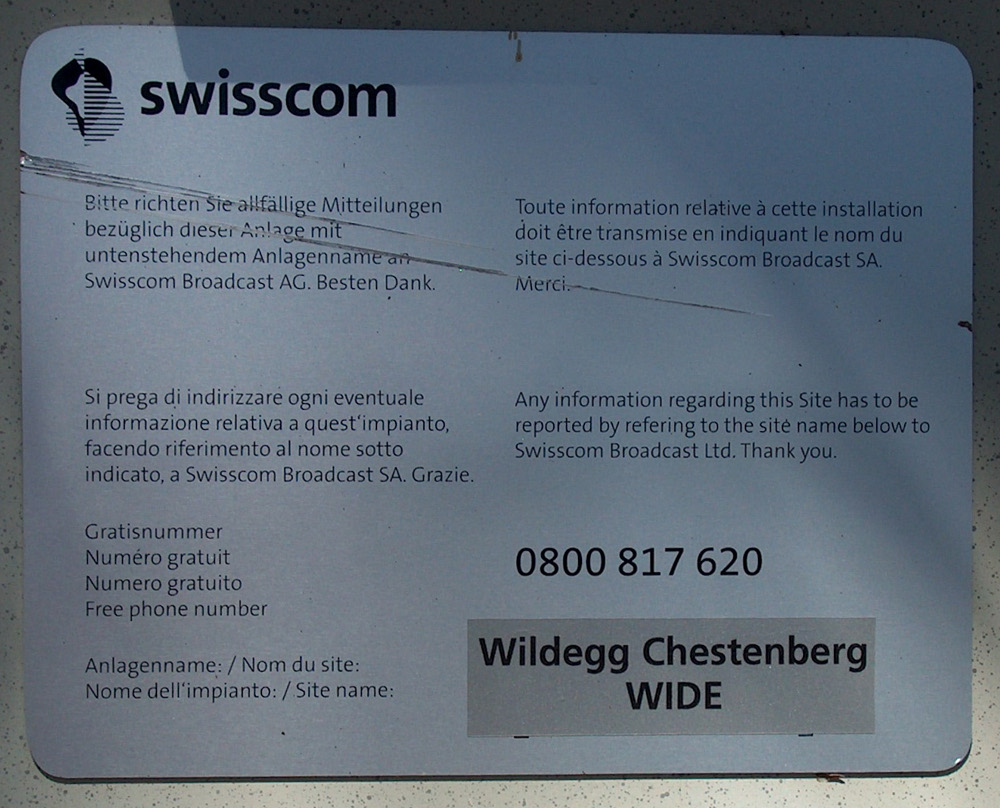 swisscom
Bitte richten Sie allfällige Mitteilungen
bezüglich dieser Anlage mit
untenstehendem Anlagenname an
Swisscom Broadcast AG. Besten Dank.
Toute information relative à cette installation
doit être transmise en indiquant le nom du
site ci-dessous à Swisscom Broadcast SA.
Merci.
Si prega di indirizzare ogni eventuale
informazione relativa a quest'impianto,
facendo riferimento al nome sotto
indicato, a Swisscom Broadcast SA. Grazie.
Any information regarding this Site has to be
reported by refering to the site name below to
Swisscom Broadcast Ltd. Thank you.
Gratisnummer
Numéro gratuit
Numero gratuito
Free phone number
0800 817 620
Anlagenname: / Nom du site:
Nome dell'impianto: / Site name:
Wildegg Chestenberg
WIDE